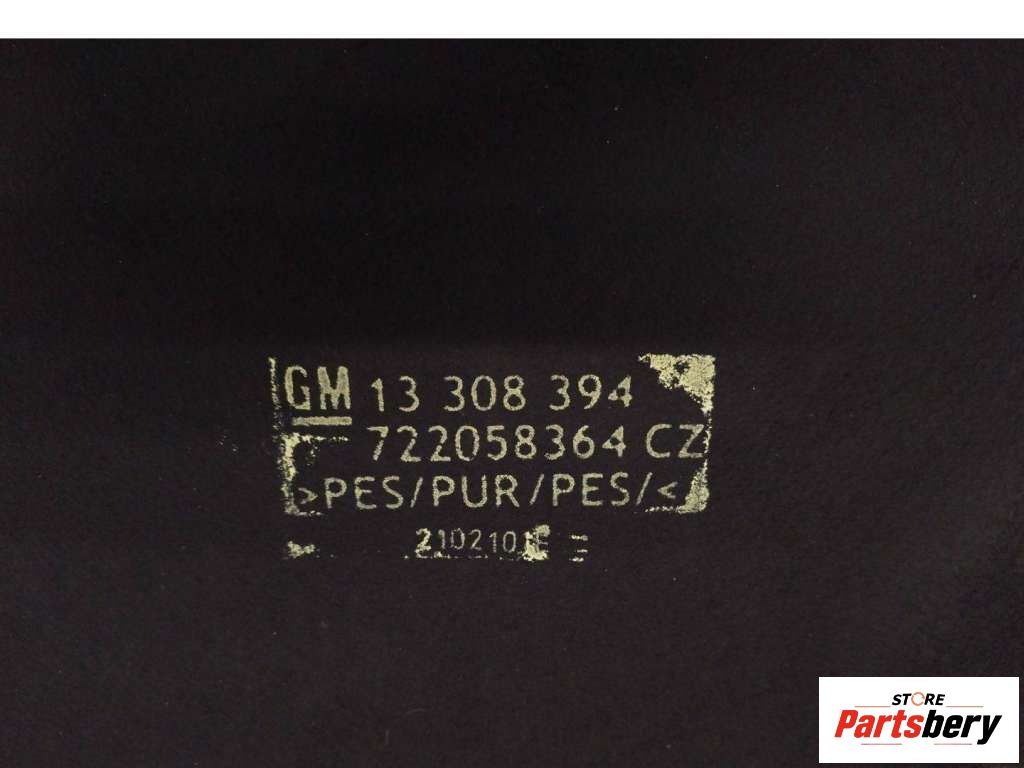 GM 13 308 394
722058364 CZ
>PES/PUR/PES/<
STORE
Partsbery